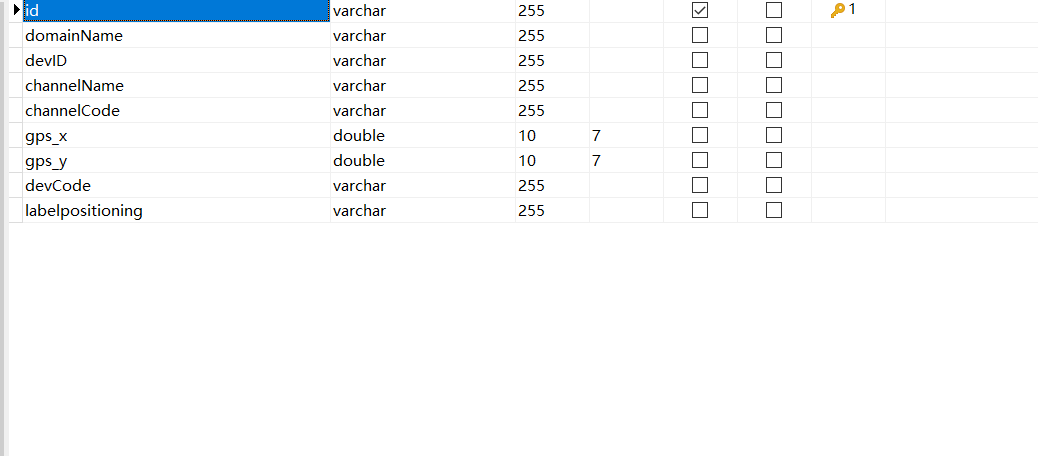 id varchar 255 1
domainName varchar 255
devID varchar 255
channelName varchar 255
channelCode varchar 255
gps_x double 10 7
gps_y double 10 7
devCode varchar 255
labelpositioning varchar 255